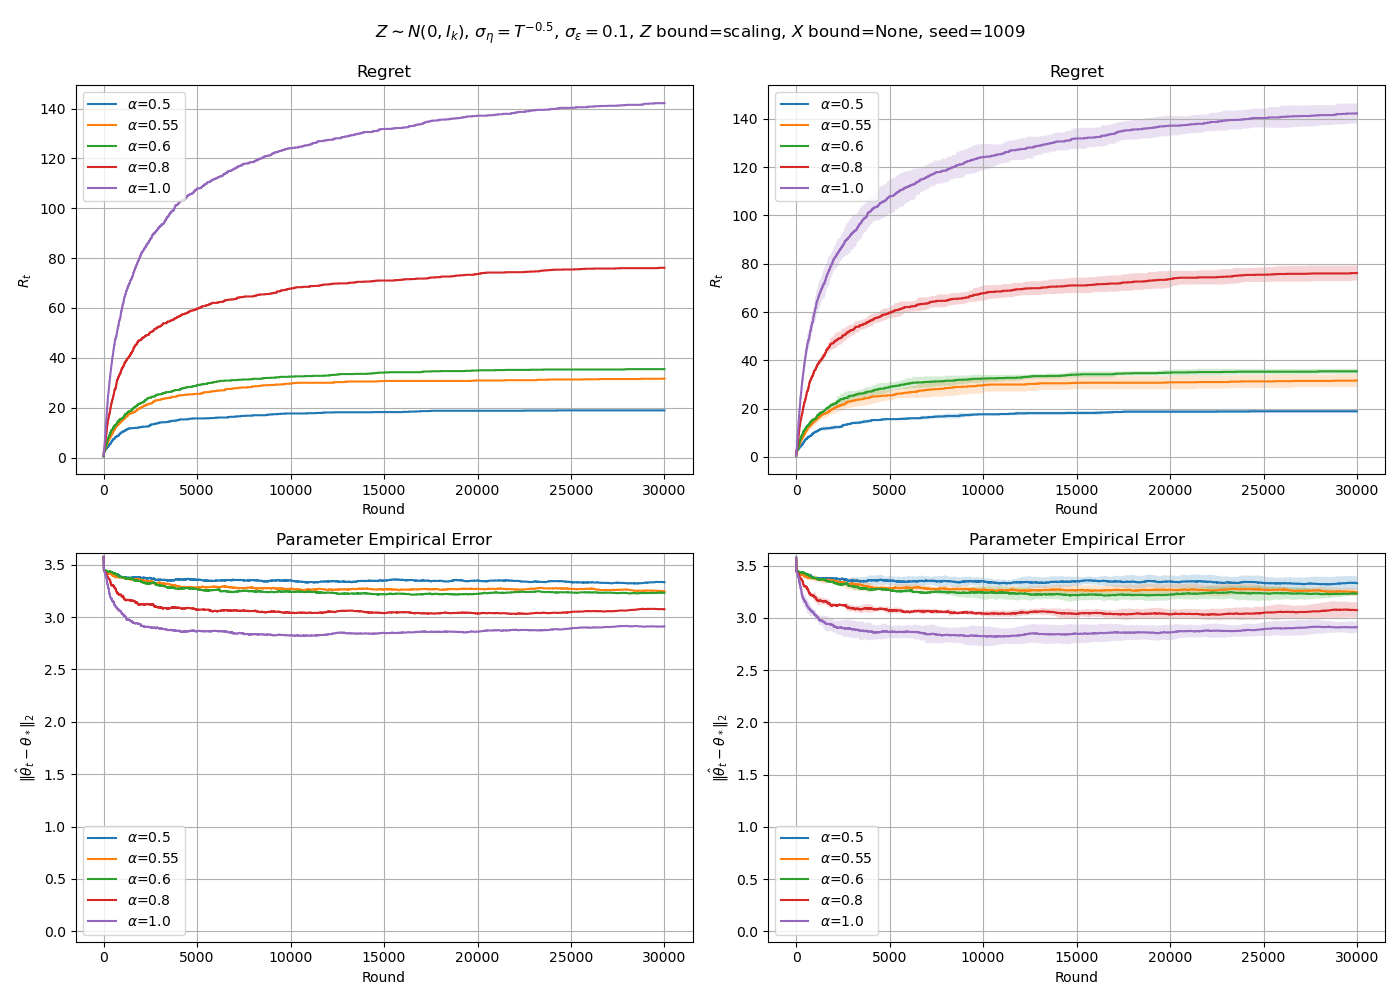 Z ∼ N(0, I_k), σ_η = T^{−0.5}, σ_ε = 0.1, Z bound=scaling, X bound=None, seed=1009
Regret
α=0.5
α=0.55
α=0.6
α=0.8
α=1.0
R_t
140
120
100
80
60
40
20
0
0 5000 10000 15000 20000 25000 30000
Round
Regret
α=0.5
α=0.55
α=0.6
α=0.8
α=1.0
R_t
140
120
100
80
60
40
20
0
0 5000 10000 15000 20000 25000 30000
Round
Parameter Empirical Error
‖θ̂_t − θ_*‖_2
3.5
3.0
2.5
2.0
1.5
1.0
0.5
0.0
α=0.5
α=0.55
α=0.6
α=0.8
α=1.0
0 5000 10000 15000 20000 25000 30000
Round
Parameter Empirical Error
‖θ̂_t − θ_*‖_2
3.5
3.0
2.5
2.0
1.5
1.0
0.5
0.0
α=0.5
α=0.55
α=0.6
α=0.8
α=1.0
0 5000 10000 15000 20000 25000 30000
Round